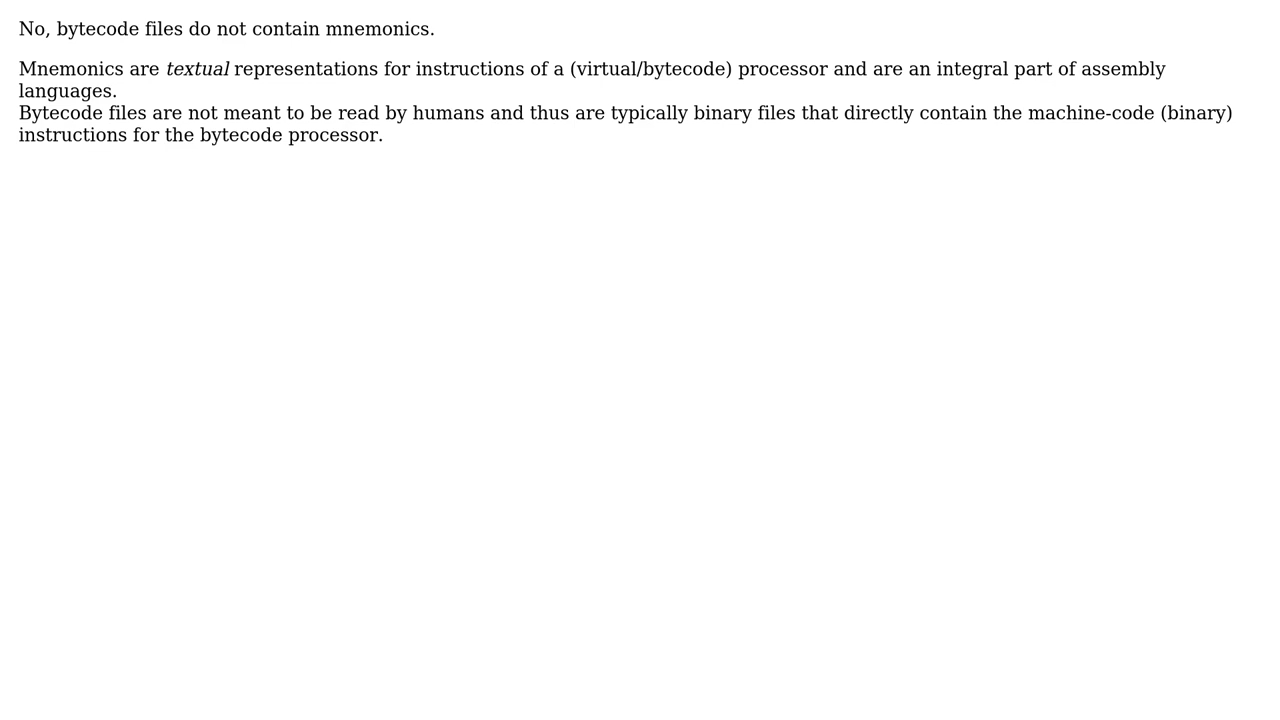 No, bytecode files do not contain mnemonics.
Mnemonics are textual representations for instructions of a (virtual/bytecode) processor and are an integral part of assembly
languages.
Bytecode files are not meant to be read by humans and thus are typically binary files that directly contain the machine-code (binary)
instructions for the bytecode processor.